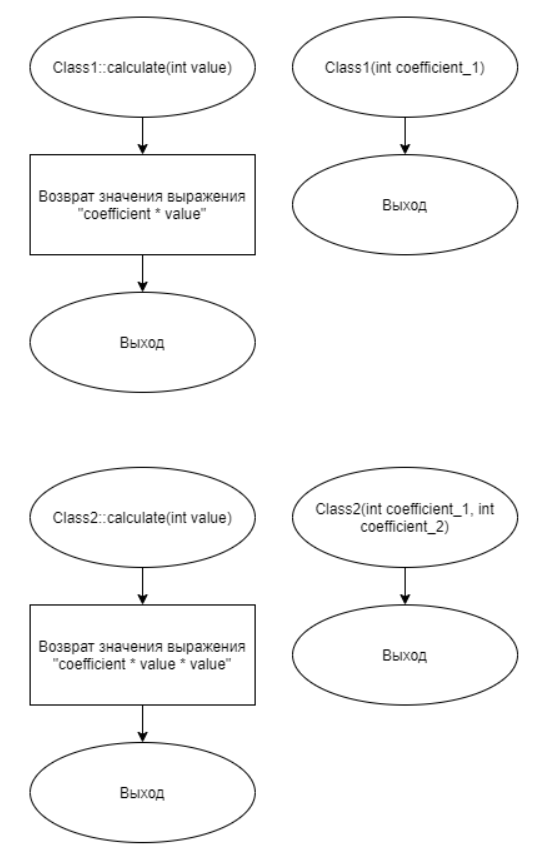 Class1::calculate(int value)
Class1(int coefficient_1)
Возврат значения выражения
"coefficient * value"
Выход
Выход
Class2::calculate(int value)
Class2(int coefficient_1, int
coefficient_2)
Возврат значения выражения
"coefficient * value * value"
Выход
Выход